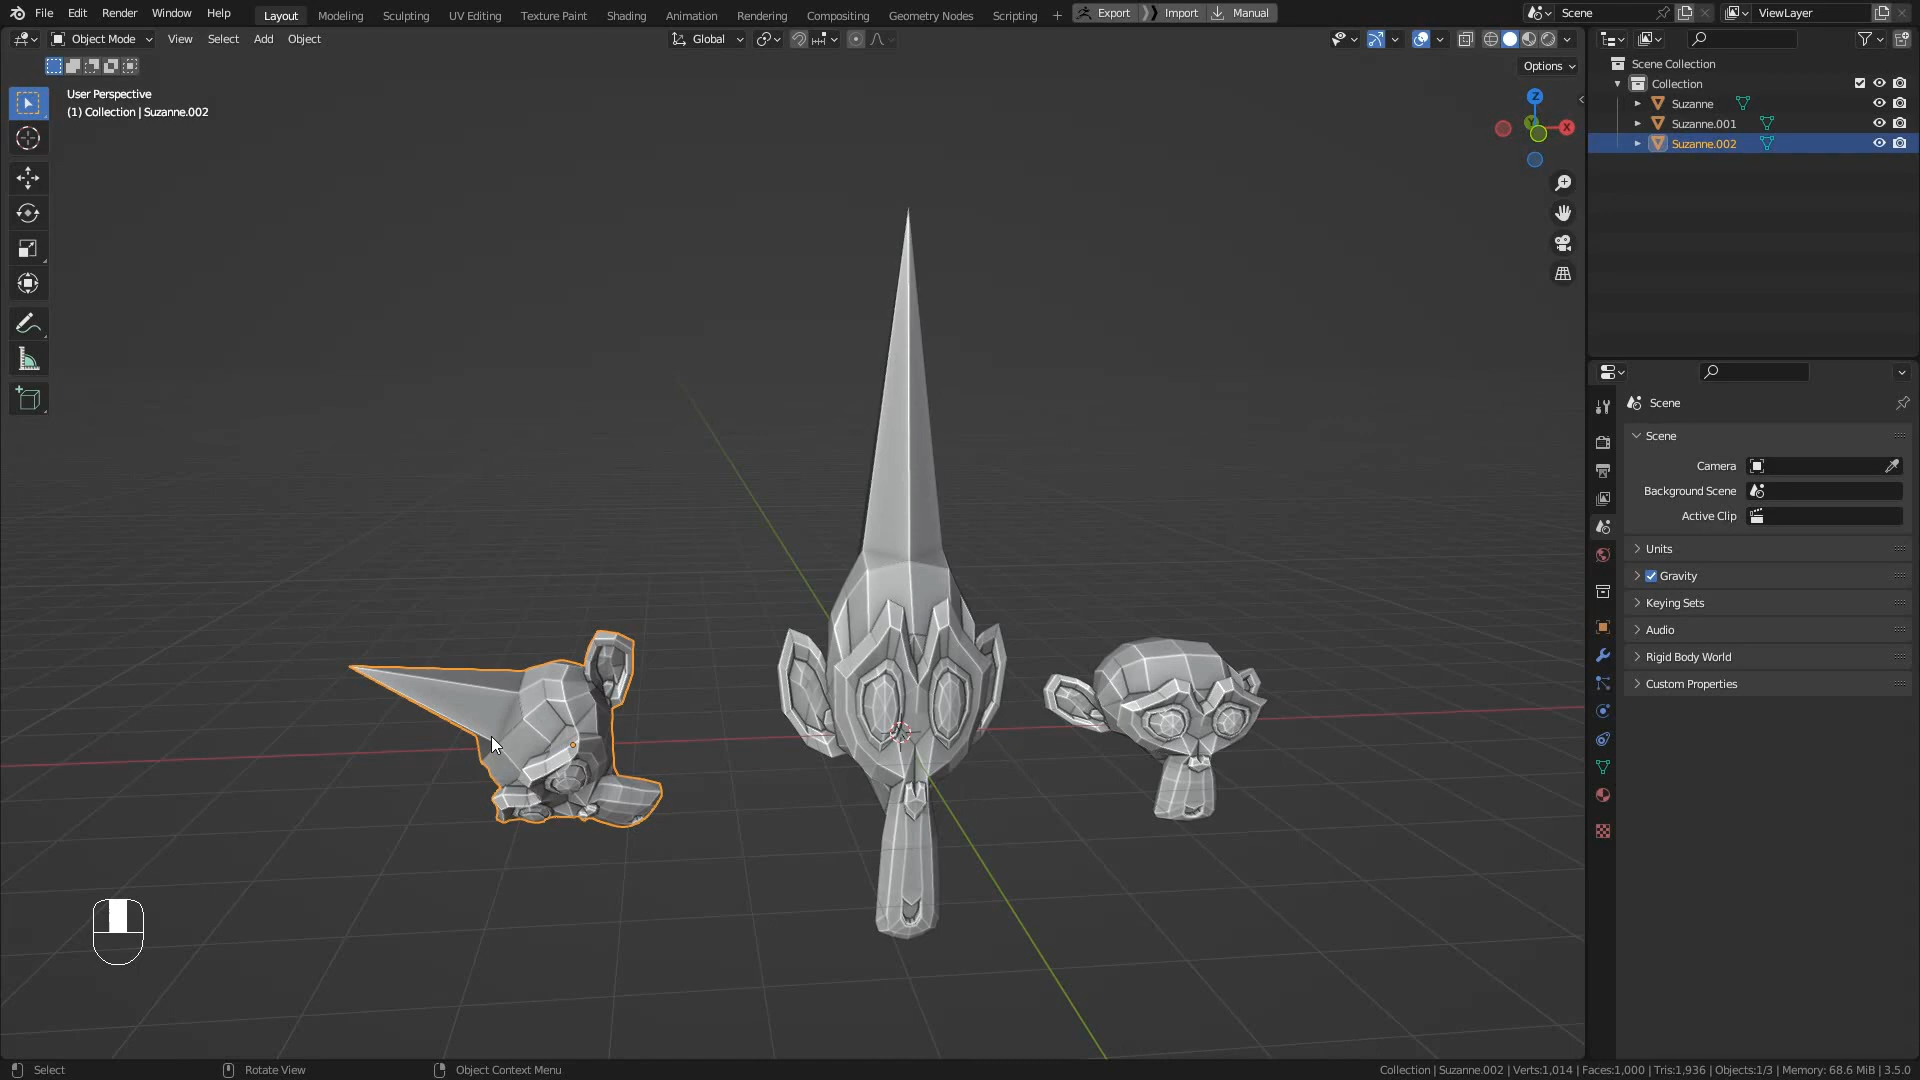 File Edit Render Window Help Layout Modeling Sculpting UV Editing Texture Paint Shading Animation Rendering Compositing Geometry Nodes Scripting + Export Import Manual Scene ViewLayer
Object Mode View Select Add Object Global
Options
User Perspective
(1) Collection | Suzanne.002
Z
Y
X
Scene Collection
Collection
Suzanne
Suzanne.001
Suzanne.002
Scene
Scene
Camera
Background Scene
Active Clip
Units
Gravity
Keying Sets
Audio
Rigid Body World
Custom Properties
Select Rotate View Object Context Menu Collection | Suzanne.002 | Verts:1,014 | Faces:1,000 | Tris:1,936 | Objects:1/3 | Memory: 68.6 MiB | 3.5.0